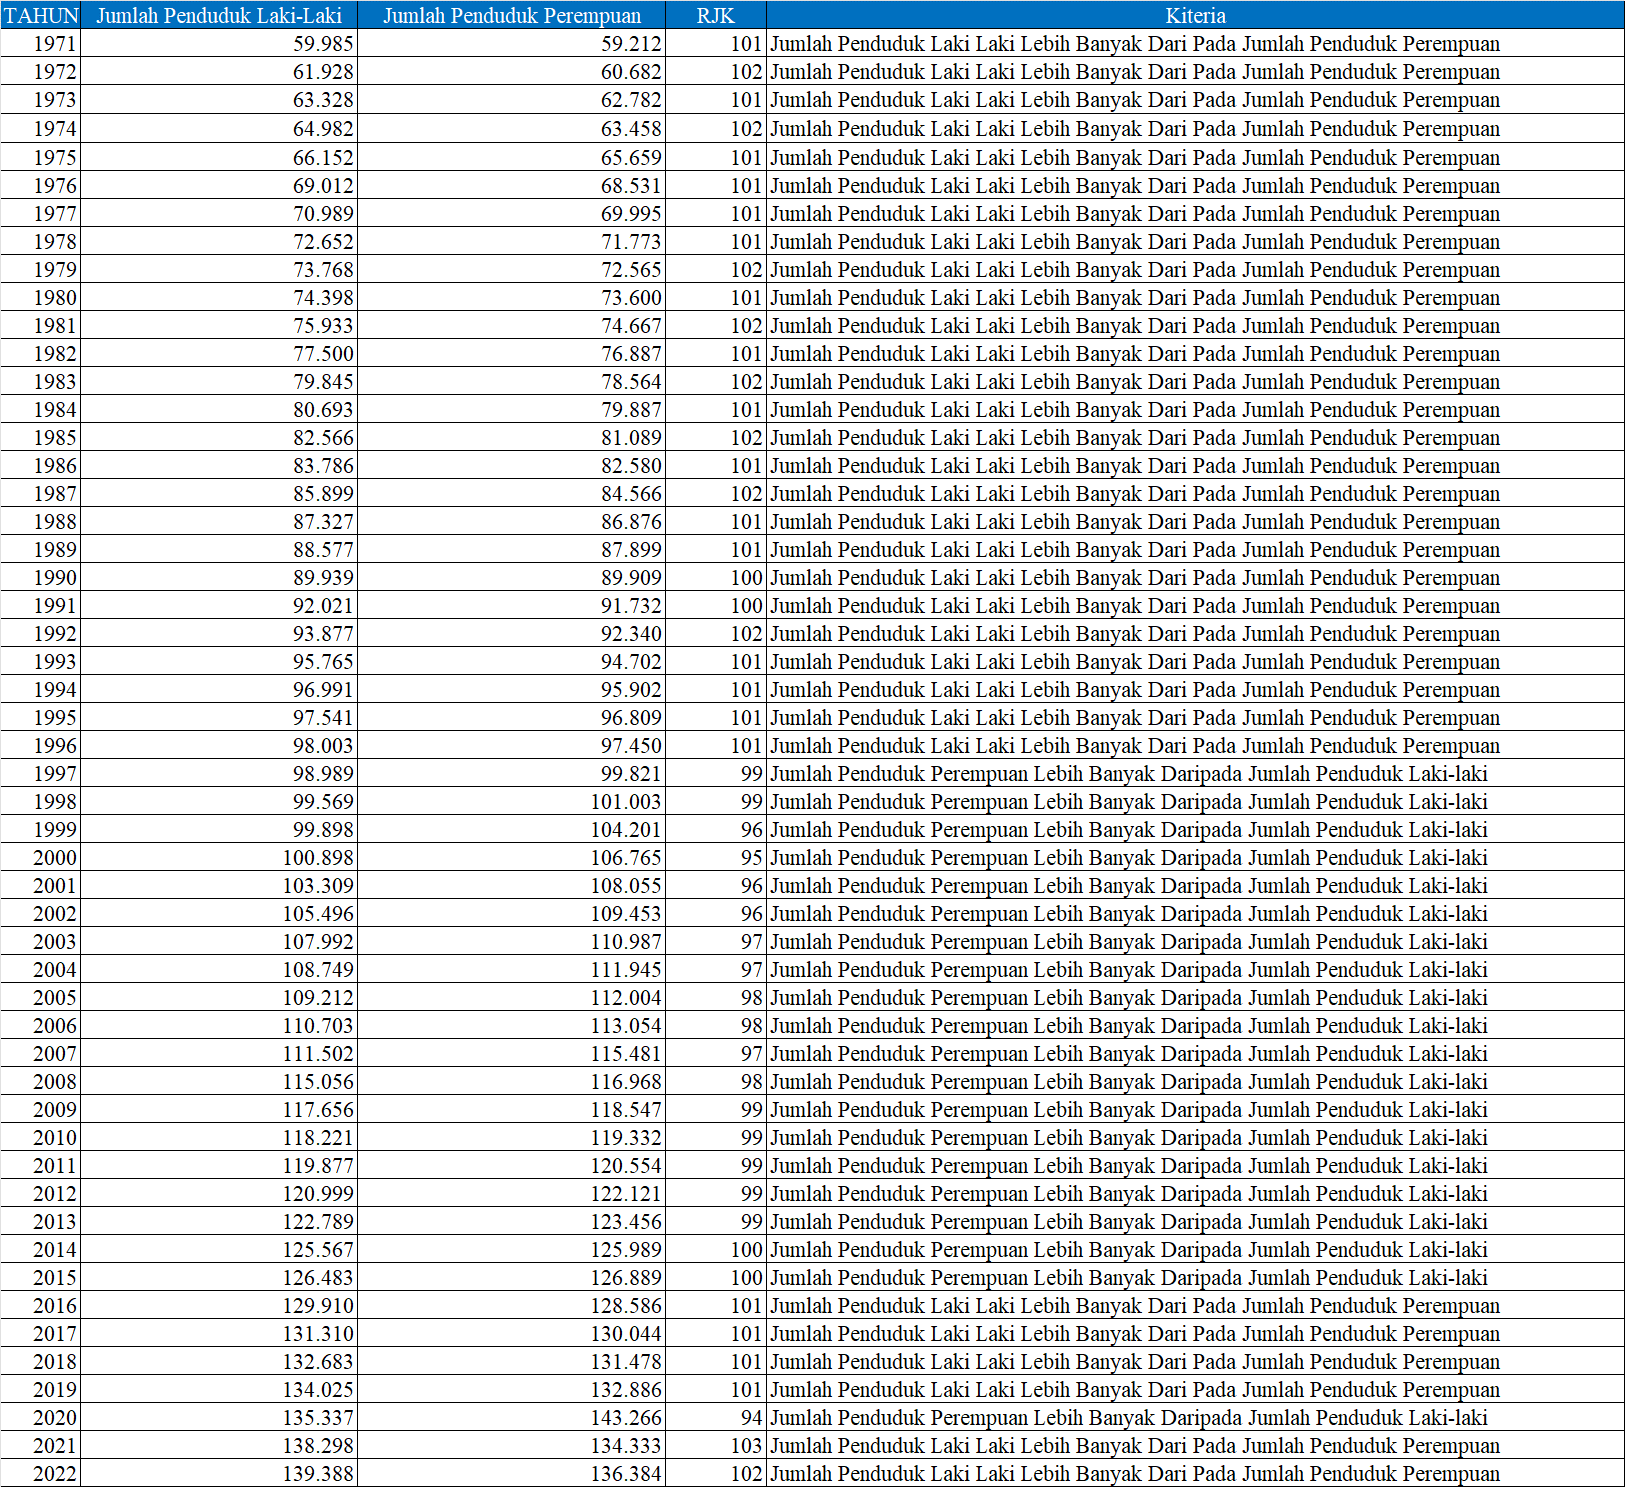 TAHUN Jumlah Penduduk Laki-Laki Jumlah Penduduk Perempuan RJK Kiteria
1971 59.985 59.212 101 Jumlah Penduduk Laki Laki Lebih Banyak Dari Pada Jumlah Penduduk Perempuan
1972 61.928 60.682 102 Jumlah Penduduk Laki Laki Lebih Banyak Dari Pada Jumlah Penduduk Perempuan
1973 63.328 62.782 101 Jumlah Penduduk Laki Laki Lebih Banyak Dari Pada Jumlah Penduduk Perempuan
1974 64.982 63.458 102 Jumlah Penduduk Laki Laki Lebih Banyak Dari Pada Jumlah Penduduk Perempuan
1975 66.152 65.659 101 Jumlah Penduduk Laki Laki Lebih Banyak Dari Pada Jumlah Penduduk Perempuan
1976 69.012 68.531 101 Jumlah Penduduk Laki Laki Lebih Banyak Dari Pada Jumlah Penduduk Perempuan
1977 70.989 69.995 101 Jumlah Penduduk Laki Laki Lebih Banyak Dari Pada Jumlah Penduduk Perempuan
1978 72.652 71.773 101 Jumlah Penduduk Laki Laki Lebih Banyak Dari Pada Jumlah Penduduk Perempuan
1979 73.768 72.565 102 Jumlah Penduduk Laki Laki Lebih Banyak Dari Pada Jumlah Penduduk Perempuan
1980 74.398 73.600 101 Jumlah Penduduk Laki Laki Lebih Banyak Dari Pada Jumlah Penduduk Perempuan
1981 75.933 74.667 102 Jumlah Penduduk Laki Laki Lebih Banyak Dari Pada Jumlah Penduduk Perempuan
1982 77.500 76.887 101 Jumlah Penduduk Laki Laki Lebih Banyak Dari Pada Jumlah Penduduk Perempuan
1983 79.845 78.564 102 Jumlah Penduduk Laki Laki Lebih Banyak Dari Pada Jumlah Penduduk Perempuan
1984 80.693 79.887 101 Jumlah Penduduk Laki Laki Lebih Banyak Dari Pada Jumlah Penduduk Perempuan
1985 82.566 81.089 102 Jumlah Penduduk Laki Laki Lebih Banyak Dari Pada Jumlah Penduduk Perempuan
1986 83.786 82.580 101 Jumlah Penduduk Laki Laki Lebih Banyak Dari Pada Jumlah Penduduk Perempuan
1987 85.899 84.566 102 Jumlah Penduduk Laki Laki Lebih Banyak Dari Pada Jumlah Penduduk Perempuan
1988 87.327 86.876 101 Jumlah Penduduk Laki Laki Lebih Banyak Dari Pada Jumlah Penduduk Perempuan
1989 88.577 87.899 101 Jumlah Penduduk Laki Laki Lebih Banyak Dari Pada Jumlah Penduduk Perempuan
1990 89.939 89.909 100 Jumlah Penduduk Laki Laki Lebih Banyak Dari Pada Jumlah Penduduk Perempuan
1991 92.021 91.732 100 Jumlah Penduduk Laki Laki Lebih Banyak Dari Pada Jumlah Penduduk Perempuan
1992 93.877 92.340 102 Jumlah Penduduk Laki Laki Lebih Banyak Dari Pada Jumlah Penduduk Perempuan
1993 95.765 94.702 101 Jumlah Penduduk Laki Laki Lebih Banyak Dari Pada Jumlah Penduduk Perempuan
1994 96.991 95.902 101 Jumlah Penduduk Laki Laki Lebih Banyak Dari Pada Jumlah Penduduk Perempuan
1995 97.541 96.809 101 Jumlah Penduduk Laki Laki Lebih Banyak Dari Pada Jumlah Penduduk Perempuan
1996 98.003 97.450 101 Jumlah Penduduk Laki Laki Lebih Banyak Dari Pada Jumlah Penduduk Perempuan
1997 98.989 99.821 99 Jumlah Penduduk Perempuan Lebih Banyak Daripada Jumlah Penduduk Laki-laki
1998 99.569 101.003 99 Jumlah Penduduk Perempuan Lebih Banyak Daripada Jumlah Penduduk Laki-laki
1999 99.898 104.201 96 Jumlah Penduduk Perempuan Lebih Banyak Daripada Jumlah Penduduk Laki-laki
2000 100.898 106.765 95 Jumlah Penduduk Perempuan Lebih Banyak Daripada Jumlah Penduduk Laki-laki
2001 103.309 108.055 96 Jumlah Penduduk Perempuan Lebih Banyak Daripada Jumlah Penduduk Laki-laki
2002 105.496 109.453 96 Jumlah Penduduk Perempuan Lebih Banyak Daripada Jumlah Penduduk Laki-laki
2003 107.992 110.987 97 Jumlah Penduduk Perempuan Lebih Banyak Daripada Jumlah Penduduk Laki-laki
2004 108.749 111.945 97 Jumlah Penduduk Perempuan Lebih Banyak Daripada Jumlah Penduduk Laki-laki
2005 109.212 112.004 98 Jumlah Penduduk Perempuan Lebih Banyak Daripada Jumlah Penduduk Laki-laki
2006 110.703 113.054 98 Jumlah Penduduk Perempuan Lebih Banyak Daripada Jumlah Penduduk Laki-laki
2007 111.502 115.481 97 Jumlah Penduduk Perempuan Lebih Banyak Daripada Jumlah Penduduk Laki-laki
2008 115.056 116.968 98 Jumlah Penduduk Perempuan Lebih Banyak Daripada Jumlah Penduduk Laki-laki
2009 117.656 118.547 99 Jumlah Penduduk Perempuan Lebih Banyak Daripada Jumlah Penduduk Laki-laki
2010 118.221 119.332 99 Jumlah Penduduk Perempuan Lebih Banyak Daripada Jumlah Penduduk Laki-laki
2011 119.877 120.554 99 Jumlah Penduduk Perempuan Lebih Banyak Daripada Jumlah Penduduk Laki-laki
2012 120.999 122.121 99 Jumlah Penduduk Perempuan Lebih Banyak Daripada Jumlah Penduduk Laki-laki
2013 122.789 123.456 99 Jumlah Penduduk Perempuan Lebih Banyak Daripada Jumlah Penduduk Laki-laki
2014 125.567 125.989 100 Jumlah Penduduk Perempuan Lebih Banyak Daripada Jumlah Penduduk Laki-laki
2015 126.483 126.889 100 Jumlah Penduduk Perempuan Lebih Banyak Daripada Jumlah Penduduk Laki-laki
2016 129.910 128.586 101 Jumlah Penduduk Laki Laki Lebih Banyak Dari Pada Jumlah Penduduk Perempuan
2017 131.310 130.044 101 Jumlah Penduduk Laki Laki Lebih Banyak Dari Pada Jumlah Penduduk Perempuan
2018 132.683 131.478 101 Jumlah Penduduk Laki Laki Lebih Banyak Dari Pada Jumlah Penduduk Perempuan
2019 134.025 132.886 101 Jumlah Penduduk Laki Laki Lebih Banyak Dari Pada Jumlah Penduduk Perempuan
2020 135.337 143.266 94 Jumlah Penduduk Perempuan Lebih Banyak Daripada Jumlah Penduduk Laki-laki
2021 138.298 134.333 103 Jumlah Penduduk Laki Laki Lebih Banyak Dari Pada Jumlah Penduduk Perempuan
2022 139.388 136.384 102 Jumlah Penduduk Laki Laki Lebih Banyak Dari Pada Jumlah Penduduk Perempuan